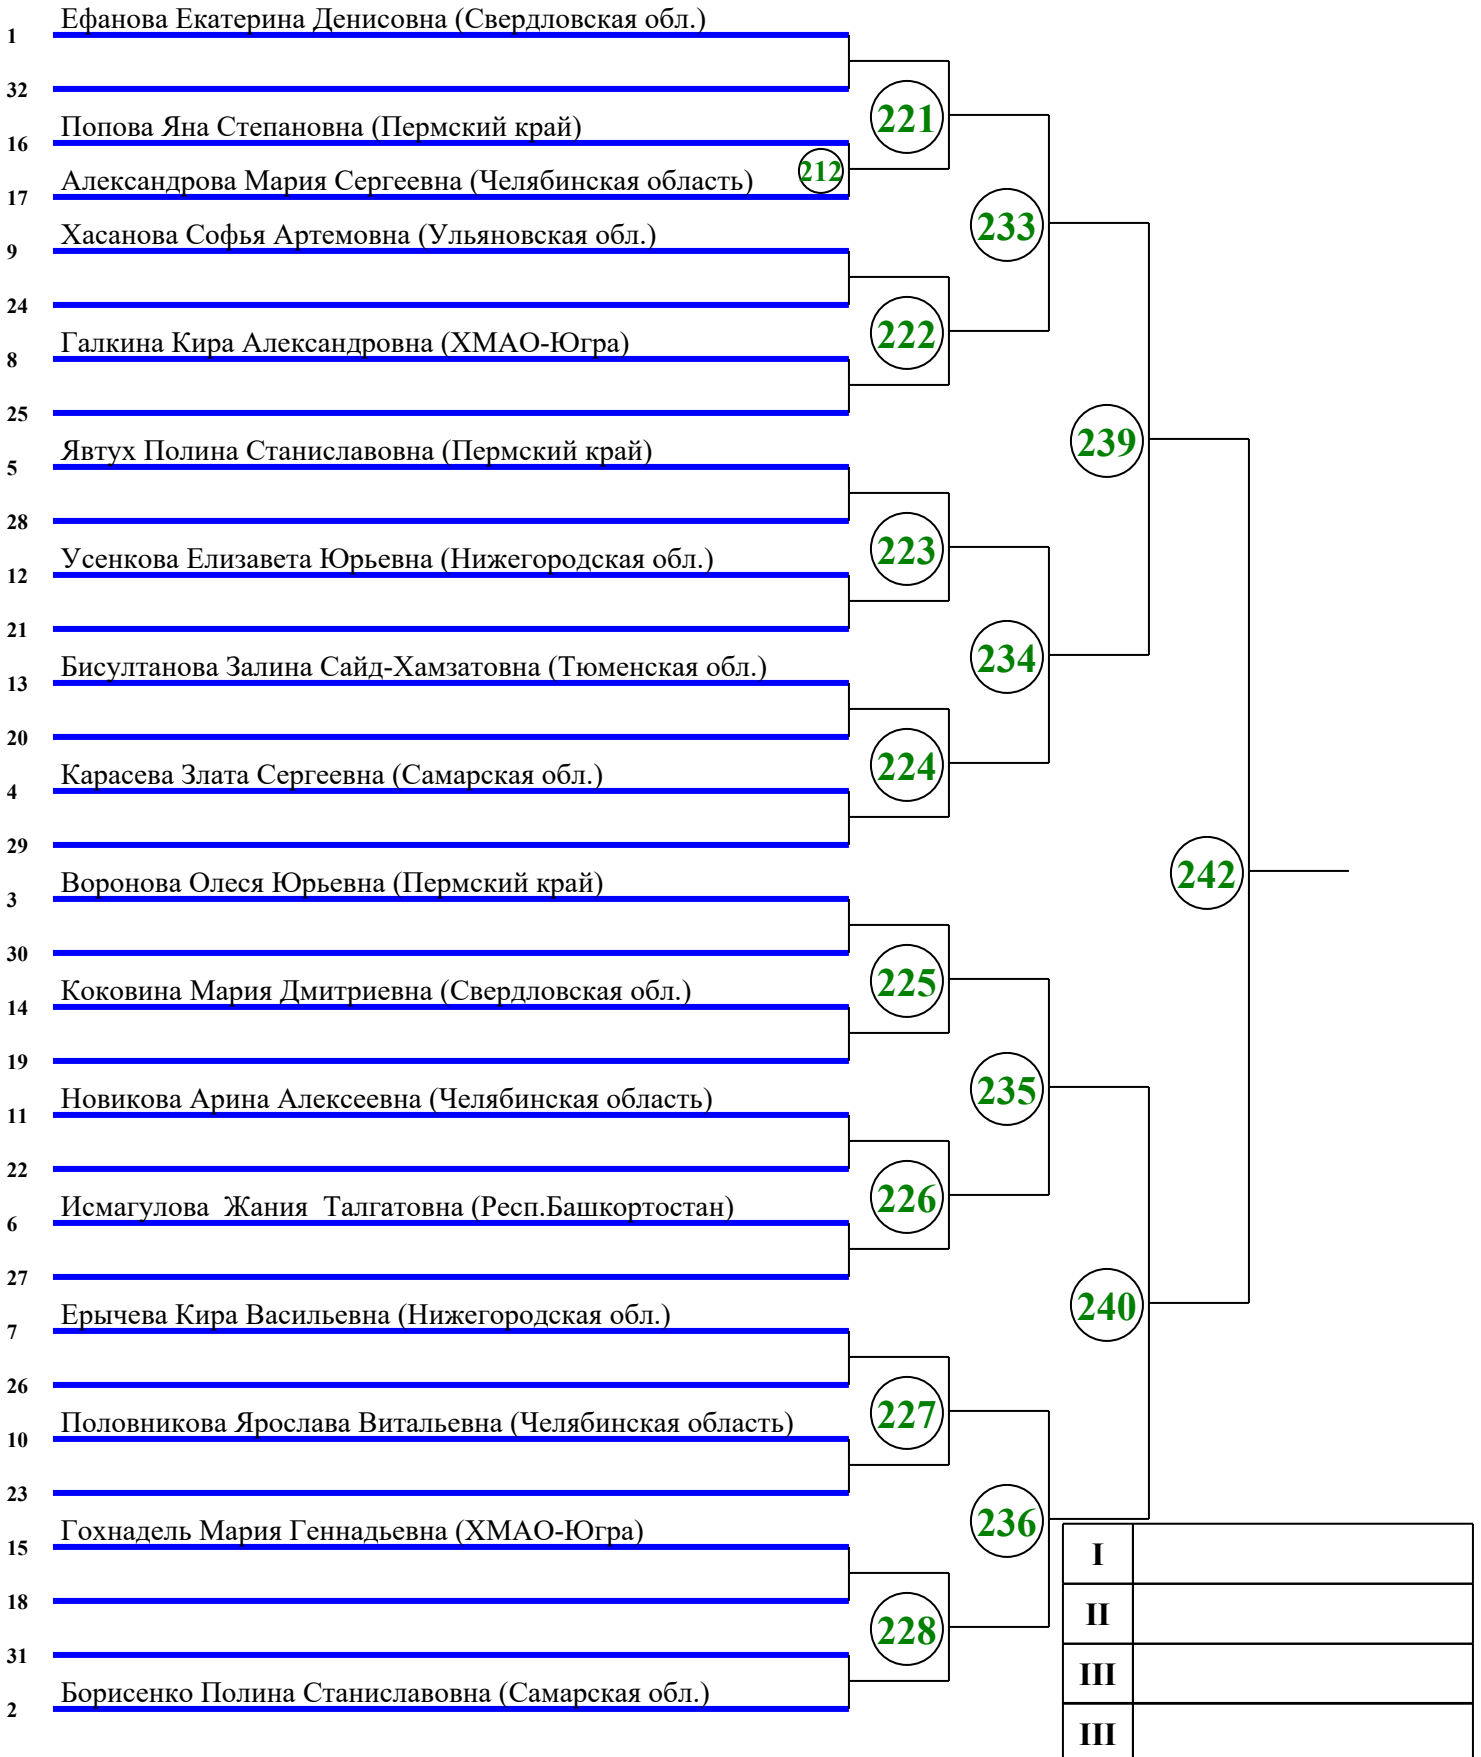 Ефанова Екатерина Денисовна (Свердловская обл.)
1
32
221
Попова Яна Степановна (Пермский край)
16
212
Александрова Мария Сергеевна (Челябинская область)
17
233
Хасанова Софья Артемовна (Ульяновская обл.)
9
24
222
Галкина Кира Александровна (ХМАО-Югра)
8
25
239
Явтух Полина Станиславовна (Пермский край)
5
28
223
Усенкова Елизавета Юрьевна (Нижегородская обл.)
12
21
234
Бисултанова Залина Сайд-Хамзатовна (Тюменская обл.)
13
20
224
Карасева Злата Сергеевна (Самарская обл.)
4
29
242
Воронова Олеся Юрьевна (Пермский край)
3
30
225
Коковина Мария Дмитриевна (Свердловская обл.)
14
19
235
Новикова Арина Алексеевна (Челябинская область)
11
22
226
Исмагулова Жания Талгатовна (Респ.Башкортостан)
6
27
240
Ерычева Кира Васильевна (Нижегородская обл.)
7
26
227
Половникова Ярослава Витальевна (Челябинская область)
10
23
236
Гохнадель Мария Геннадьевна (ХМАО-Югра)
15
18
228
31
Борисенко Полина Станиславовна (Самарская обл.)
2
I
II
III
III